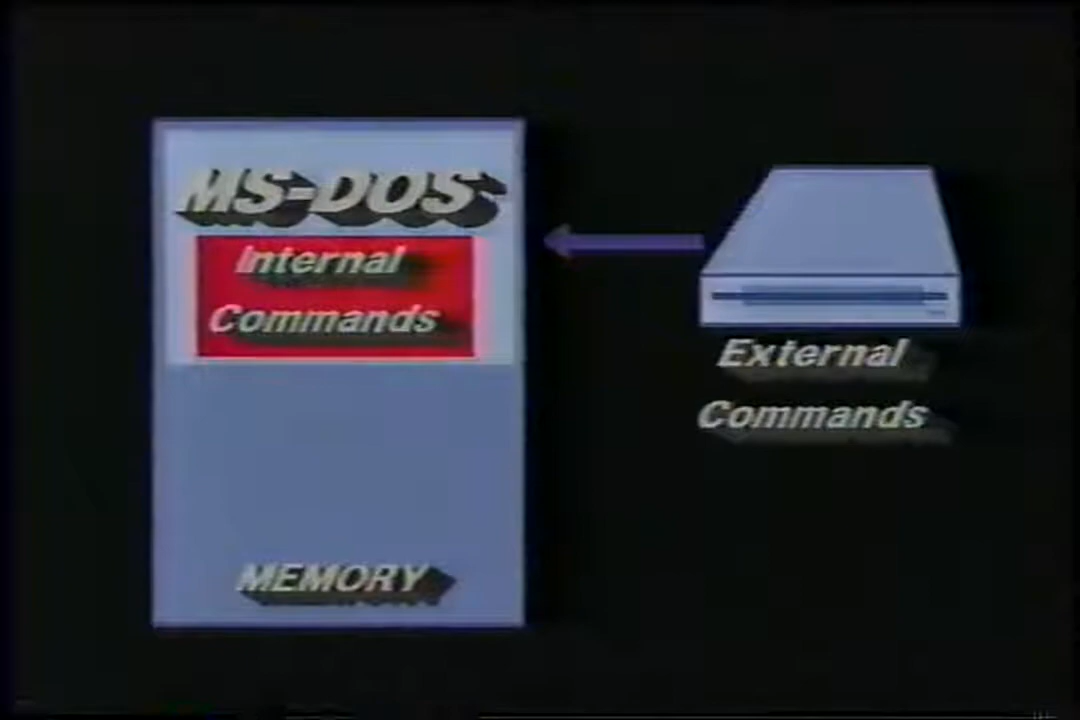 MS-DOS
Internal
Commands
MEMORY
External
Commands